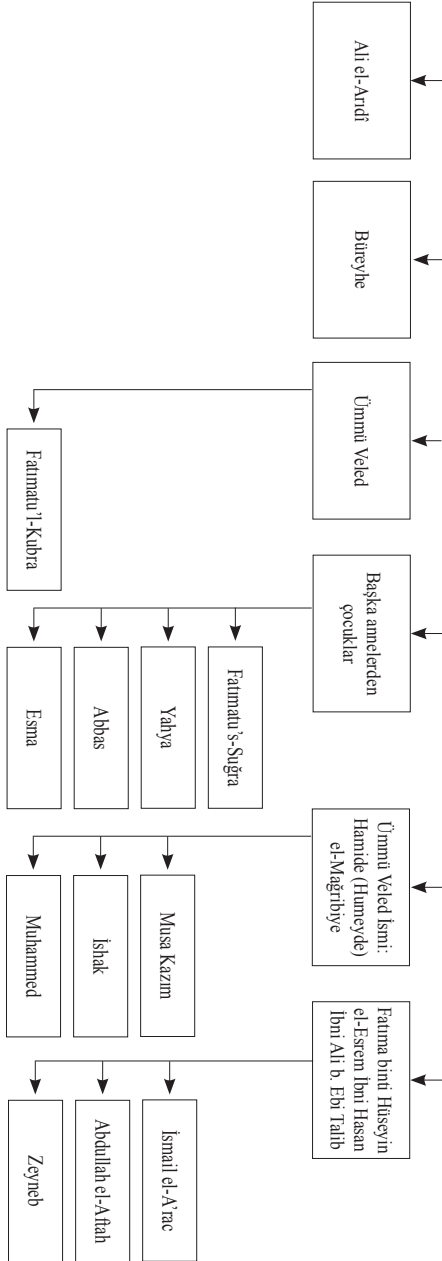 Ali el-Arıdî
Büreyhe
Ümmü Veled
Fatımatu'l-Kubra
Başka annelerden
çocuklar
Fatımatu's-Suğra
Yahya
Abbas
Esma
Ümmü Veled İsmi:
Hamide (Humeyde)
el-Mağribiye
Musa Kazım
İshak
Muhammed
Fatıma binti Hüseyin
el-Esrem İbni Hasan
İbni Ali b. Ebi Talib
İsmail el-A'rac
Abdullah el-Aftah
Zeyneb